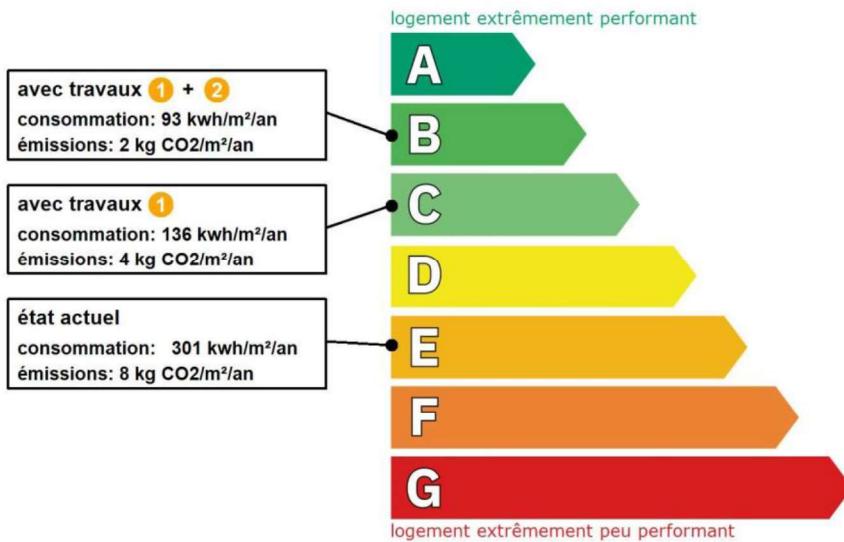 logement extrêmement performant
A
avec travaux 1 + 2
consommation: 93 kwh/m²/an
émissions: 2 kg CO2/m²/an
B
avec travaux 1
consommation: 136 kwh/m²/an
émissions: 4 kg CO2/m²/an
C
D
état actuel
consommation: 301 kwh/m²/an
émissions: 8 kg CO2/m²/an
E
F
G
logement extrêmement peu performant